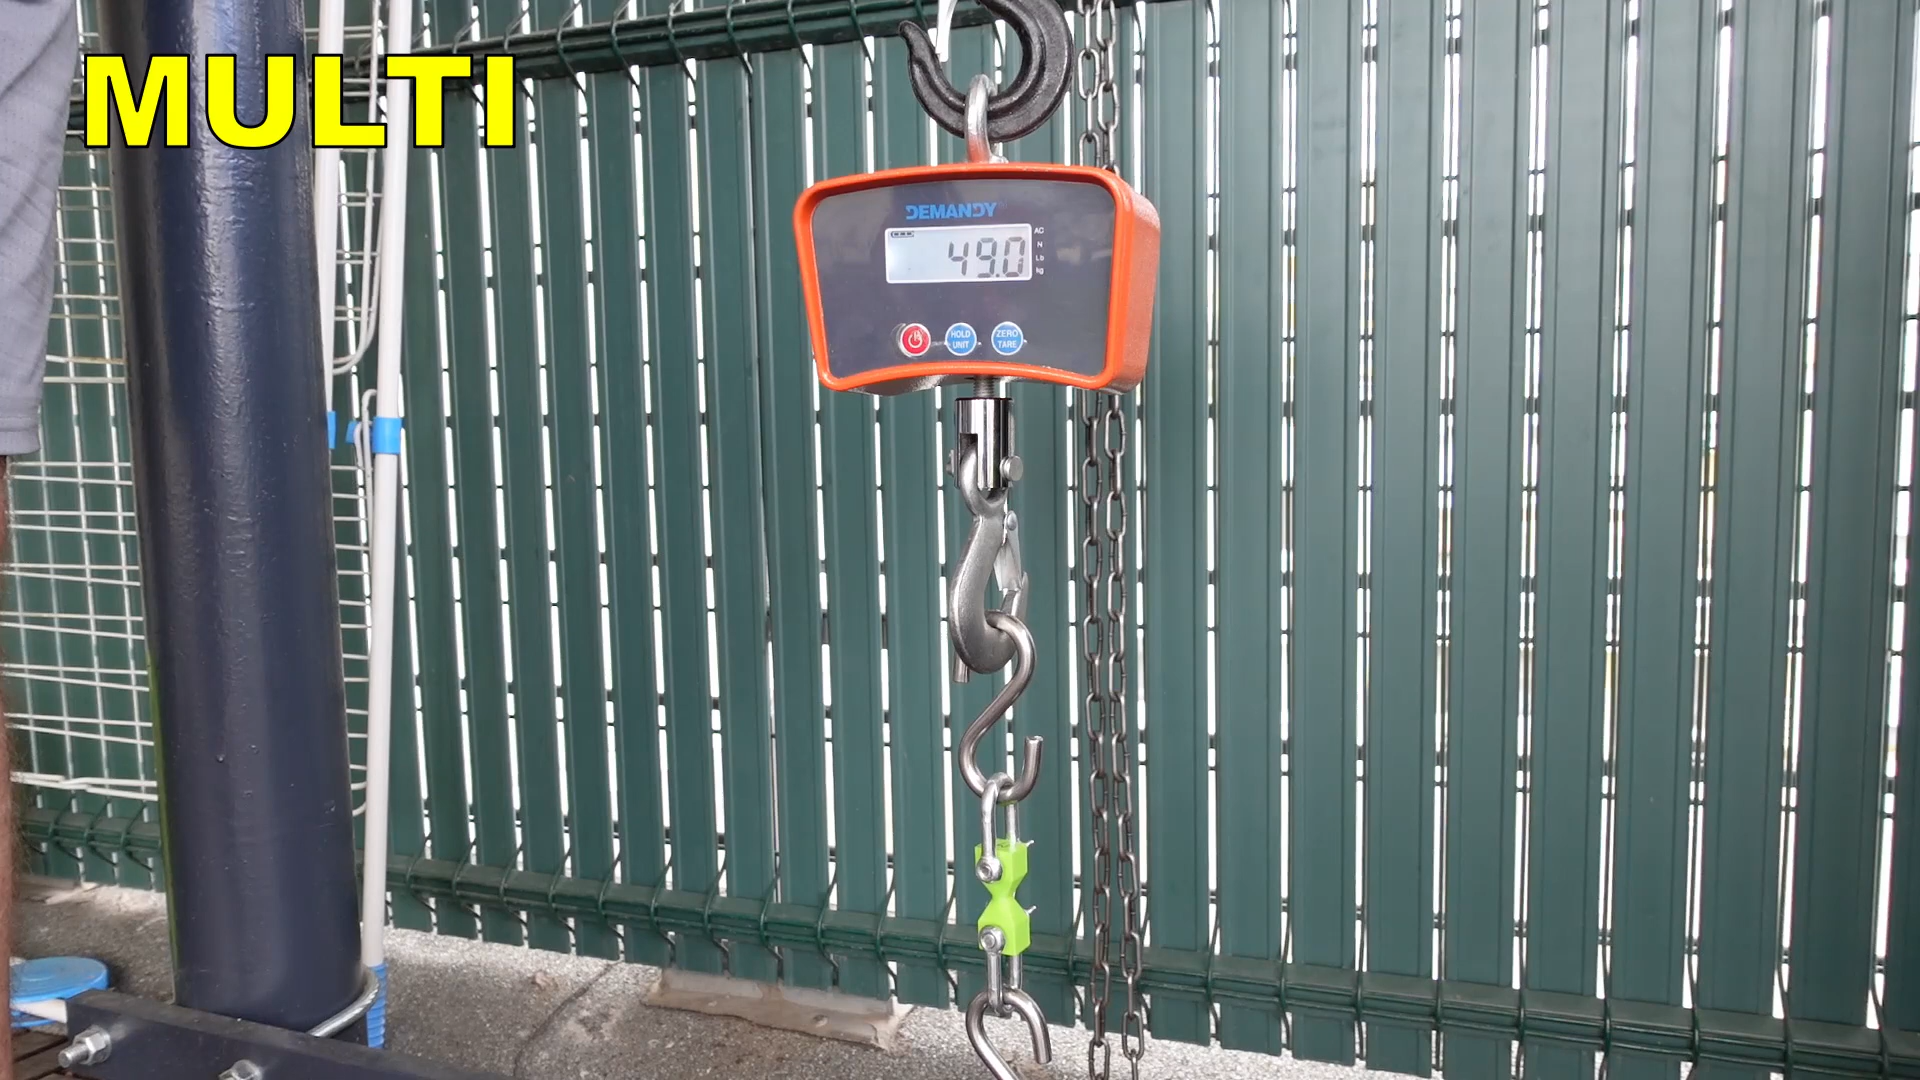 MULTI
DEMANDY
49.0
AC
N
Lb
kg
HOLD
UNIT
ZERO
TARE